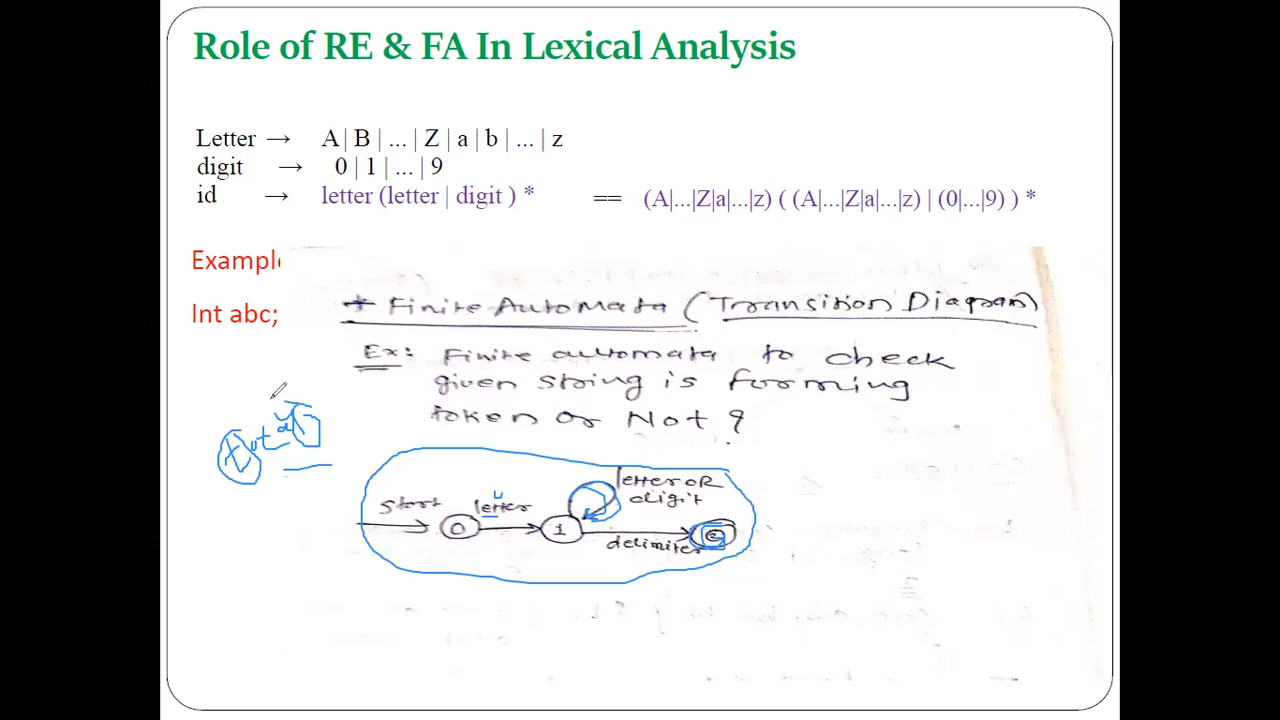 Role of RE & FA In Lexical Analysis
Letter → A | B | ... | Z | a | b | ... | z
digit → 0 | 1 | ... | 9
id → letter (letter | digit ) * == (A|...|Z|a|...|z) ( (A|...|Z|a|...|z) | (0|...|9) ) *
Example
Int abc;
* Finite Automata (Transition Diagram)
Ex: Finite automata to check
given string is forming
token or Not ?
start 0 letter 1 letter OR
digit
delimiter 2